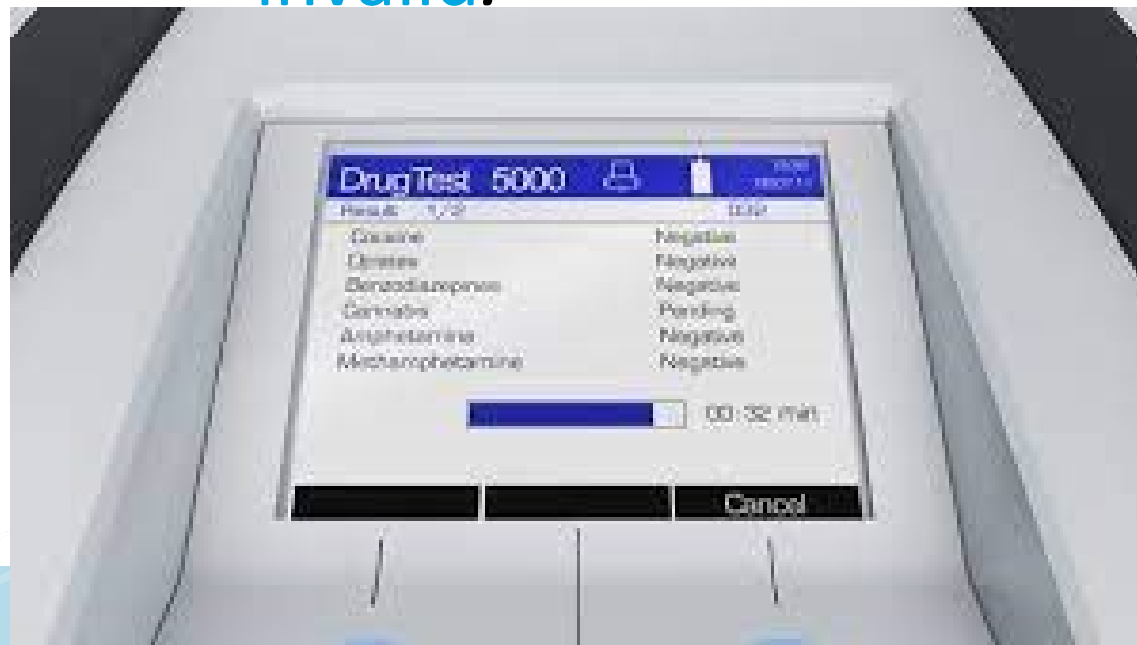 invalid.
DrugTest 5000
Result 1/2
Cocaine Negative
Opiates Negative
Benzodiazepines Negative
Cannabis Pending
Amphetamine Negative
Methamphetamine Negative
00:32 min.
Cancel